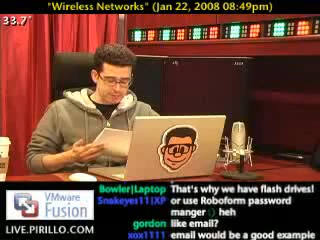 "Wireless Networks" (Jan 22, 2008 08:49pm)
33.7°
Bowler|Laptop That's why we have flash drives!
Snakeyes11|XP or use Roboform password
manger :) heh
gordon like email?
xox1111 email would be a good example
VMware
Fusion
LIVE.PIRILLO.COM